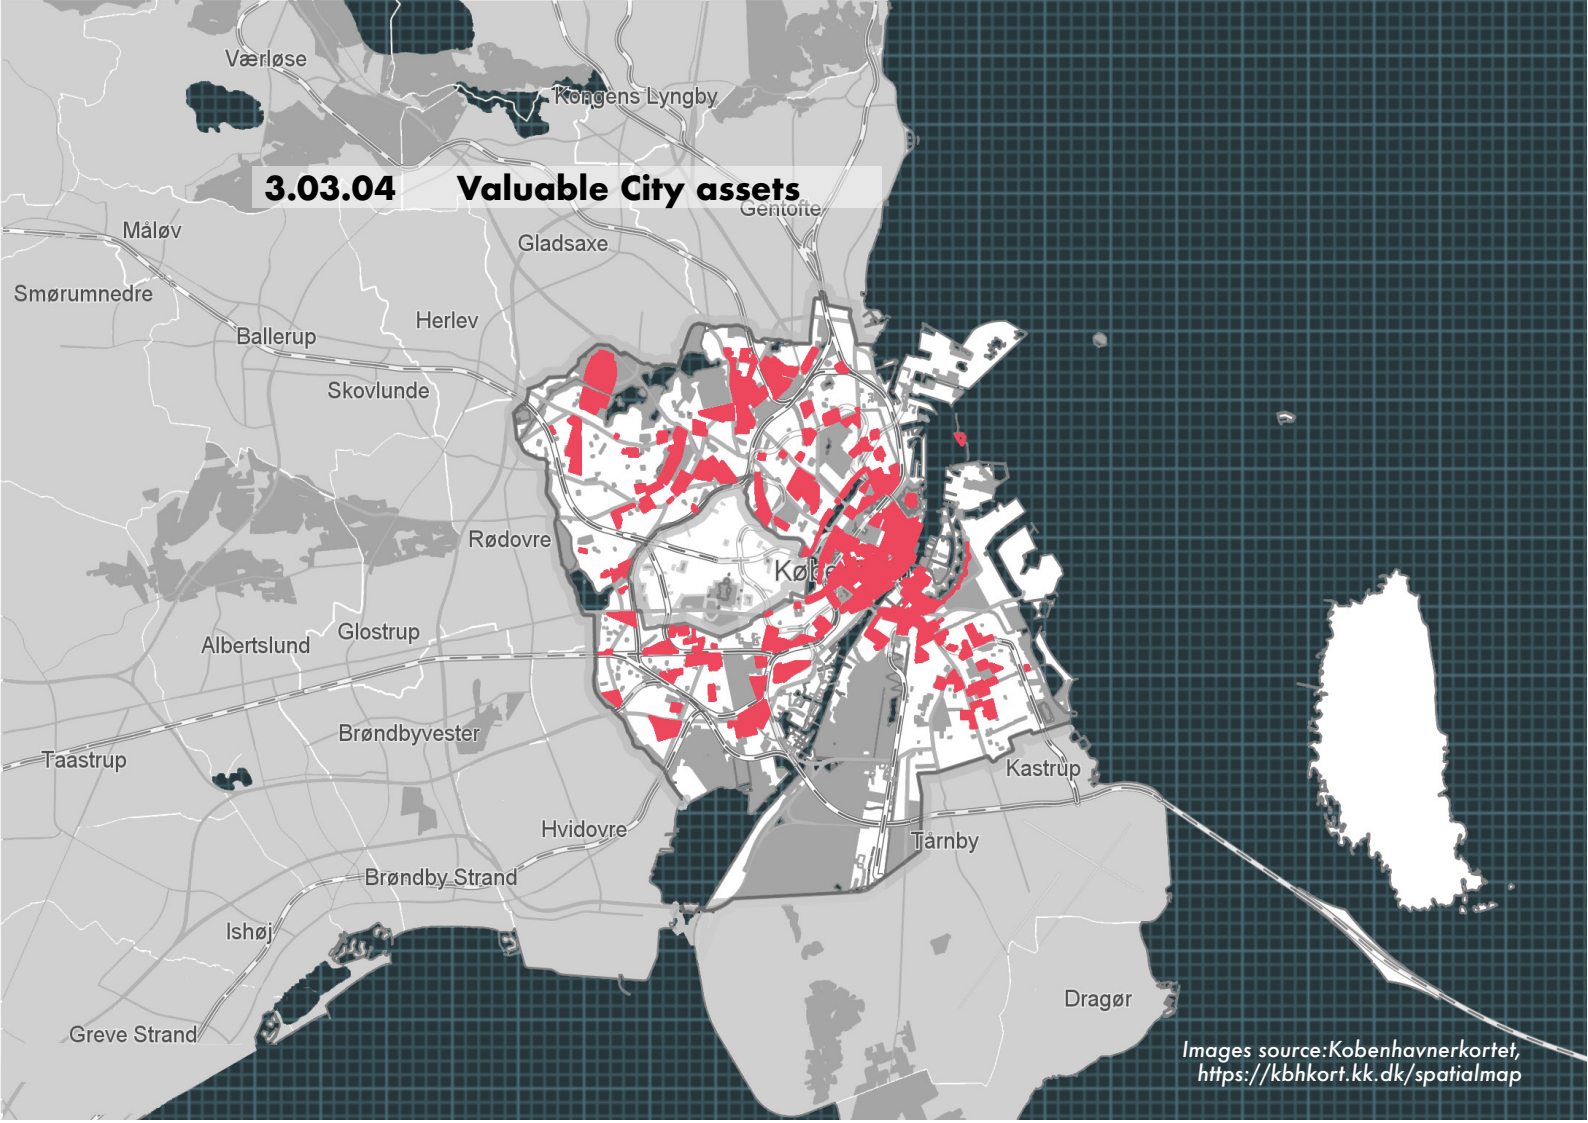 Værløse
Kongens Lyngby
3.03.04 Valuable City assets
Gentofte
Måløv
Gladsaxe
Smørumnedre
Herlev
Ballerup
Skovlunde
Rødovre
Køb
Glostrup
Albertslund
Brøndbyvester
Taastrup
Kastrup
Hvidovre
Tårnby
Brøndby Strand
Ishøj
Dragør
Greve Strand
Images source:Kobenhavnerkortet,
https://kbhkort.kk.dk/spatialmap